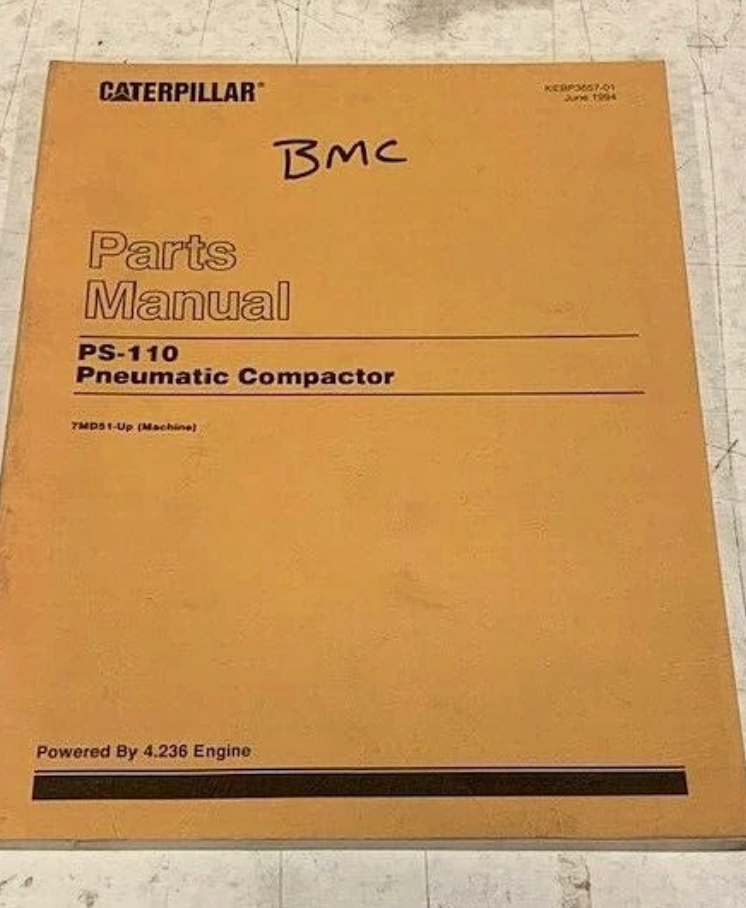 CATERPILLAR®
KEBP3657-01
June 1994
BMC
Parts
Manual
PS-110
Pneumatic Compactor
7MD51-Up (Machine)
Powered By 4.236 Engine